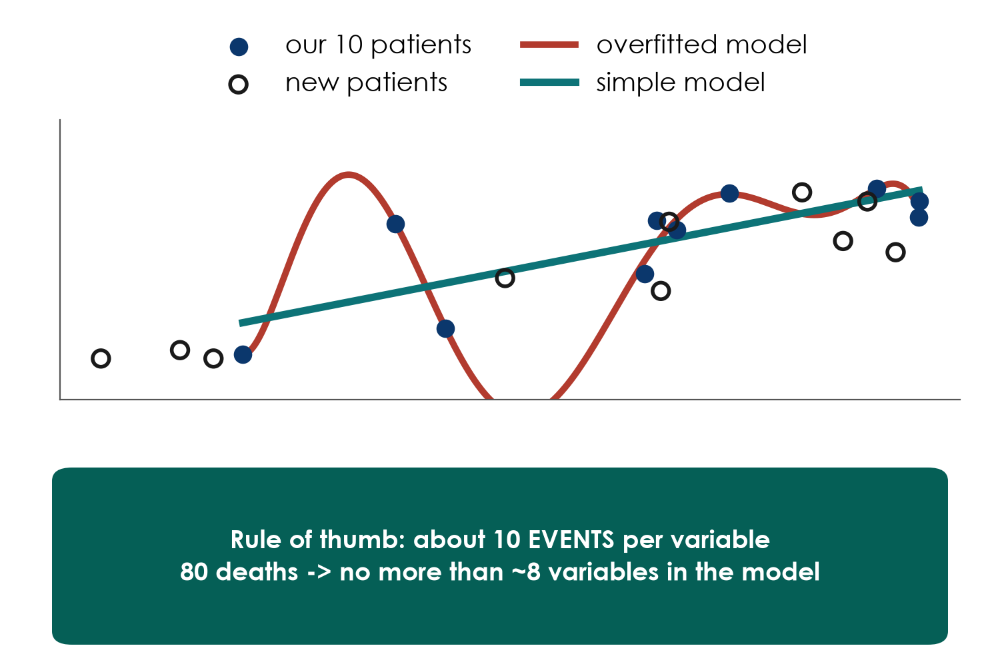 our 10 patients
new patients
overfitted model
simple model
Rule of thumb: about 10 EVENTS per variable
80 deaths -> no more than ~8 variables in the model